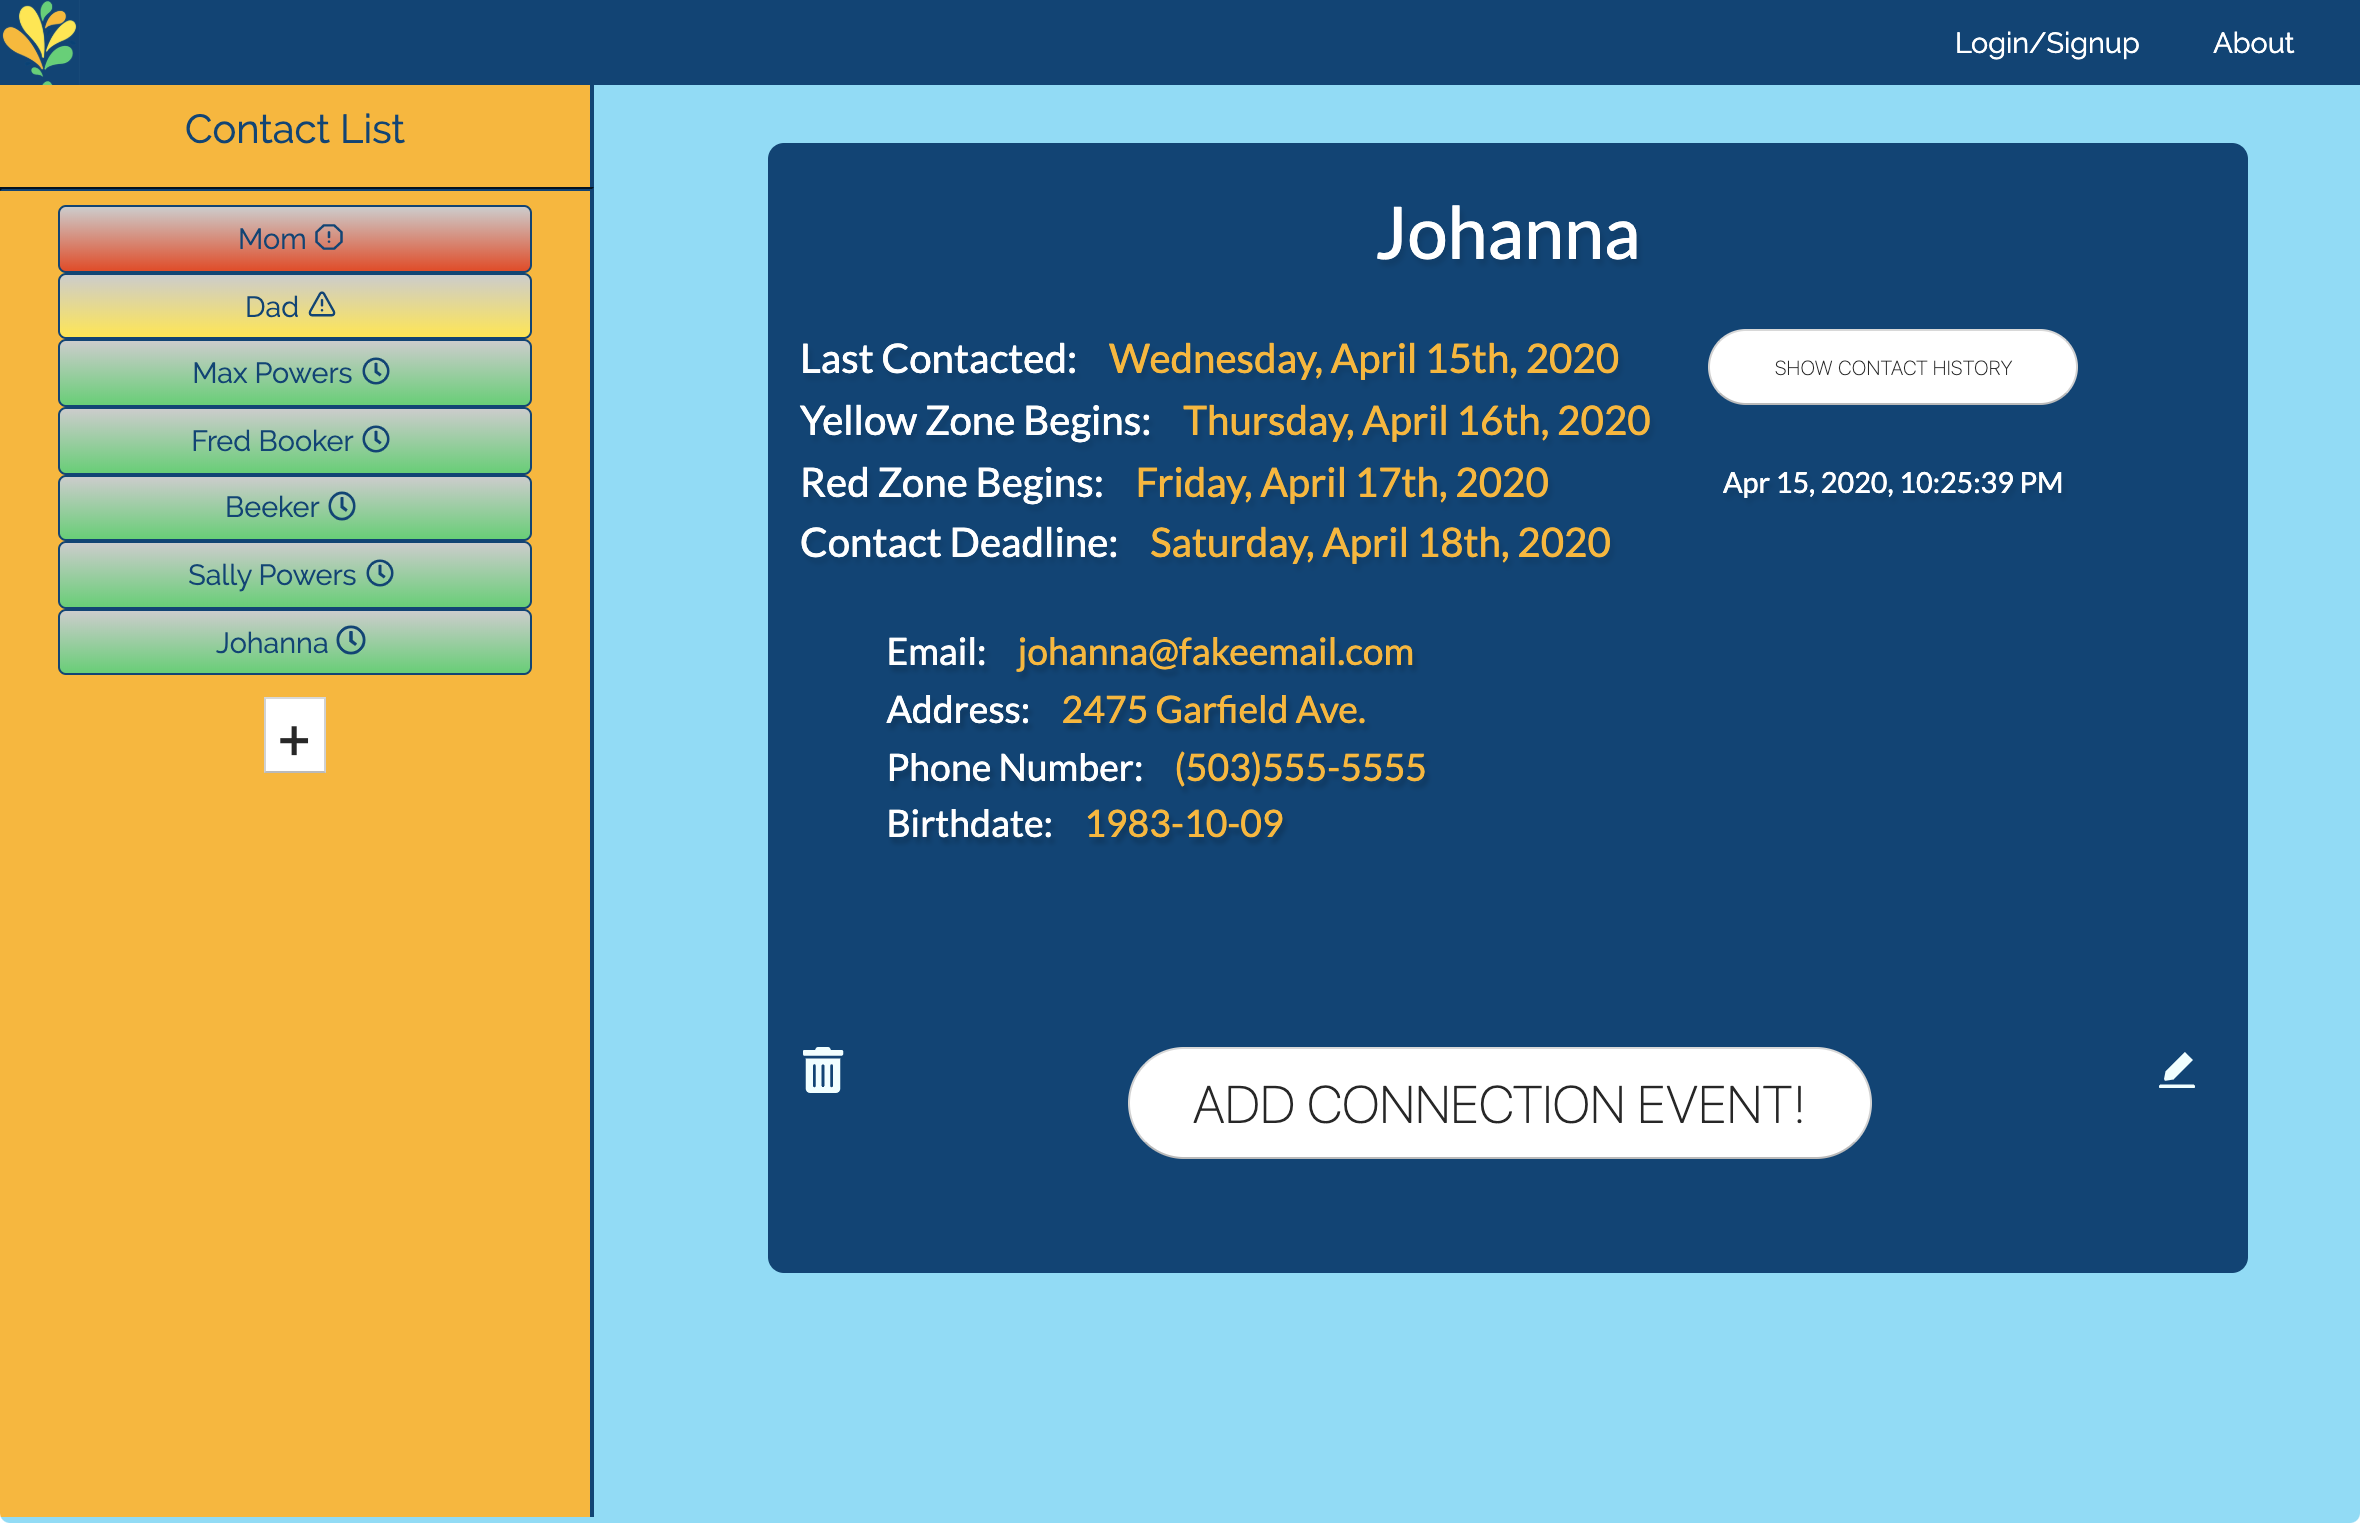 Login/Signup About
Contact List
Mom
Dad
Max Powers
Fred Booker
Beeker
Sally Powers
Johanna
+
Johanna
Last Contacted: Wednesday, April 15th, 2020
Yellow Zone Begins: Thursday, April 16th, 2020
Red Zone Begins: Friday, April 17th, 2020
Contact Deadline: Saturday, April 18th, 2020
SHOW CONTACT HISTORY
Apr 15, 2020, 10:25:39 PM
Email: johanna@fakeemail.com
Address: 2475 Garfield Ave.
Phone Number: (503)555-5555
Birthdate: 1983-10-09
ADD CONNECTION EVENT!